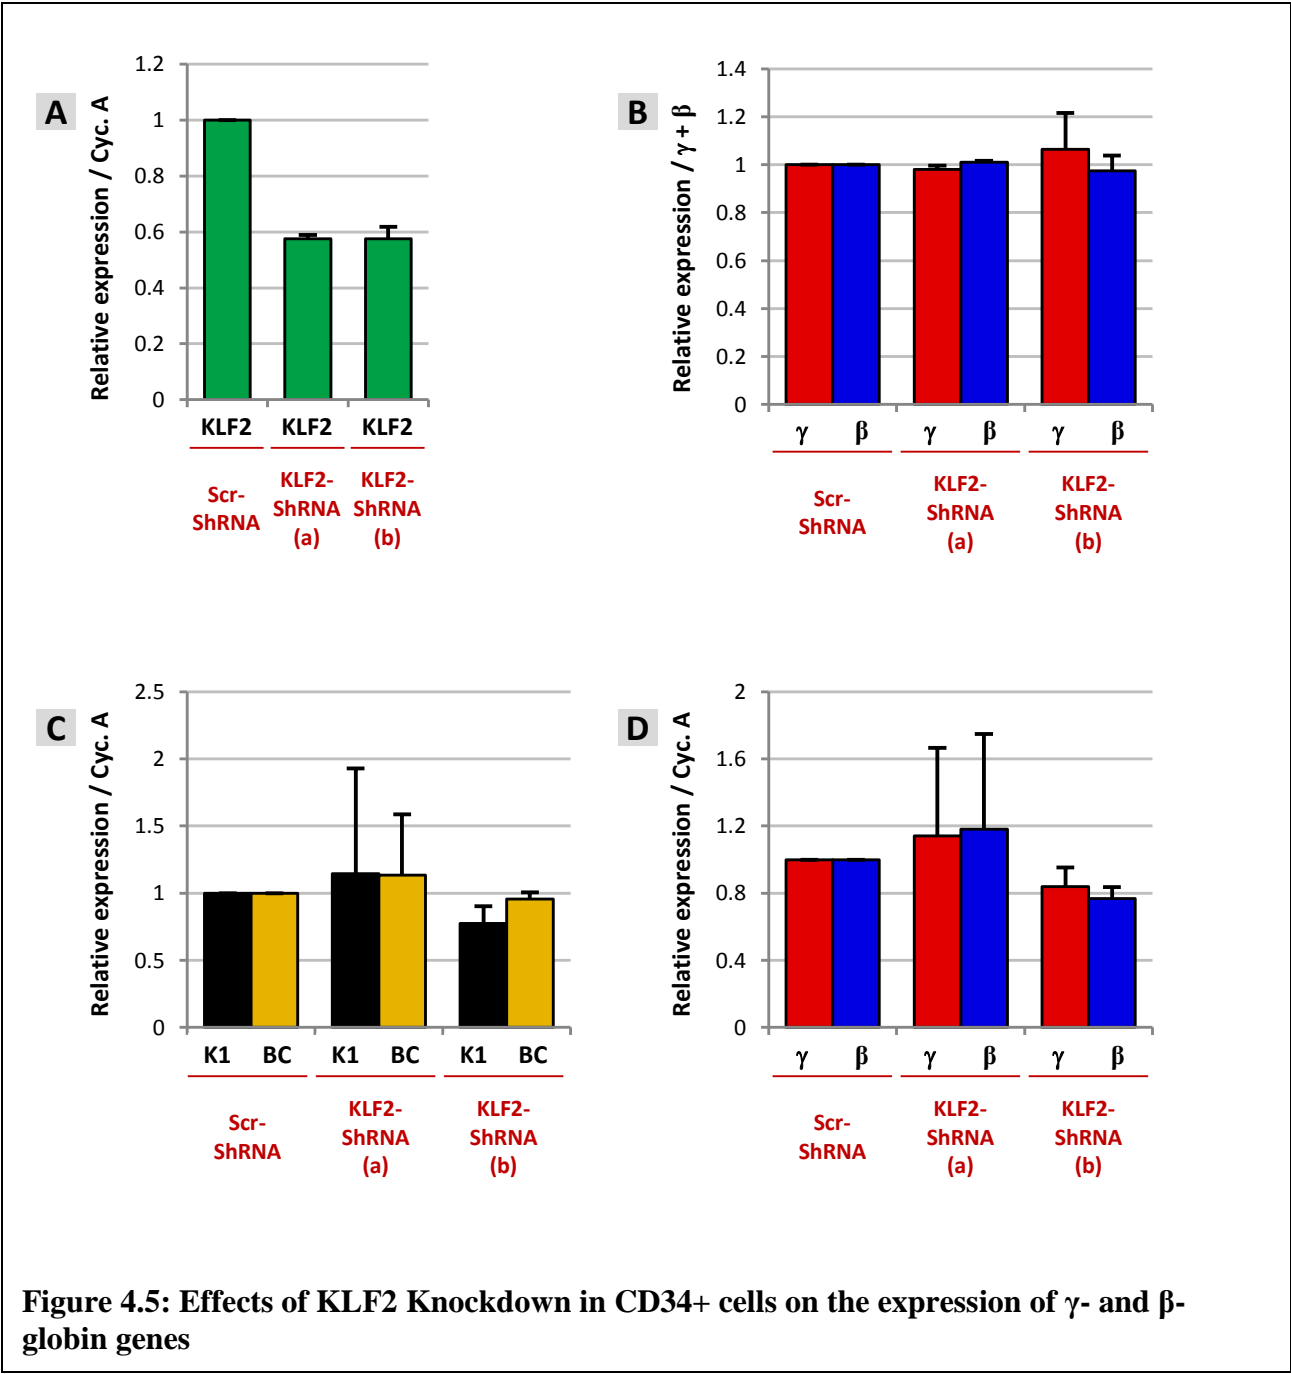 A
Relative expression / Cyc. A
1.2
1
0.8
0.6
0.4
0.2
0
KLF2 KLF2 KLF2
Scr-
ShRNA
KLF2-
ShRNA
(a)
KLF2-
ShRNA
(b)
B
Relative expression / γ + β
1.4
1.2
1
0.8
0.6
0.4
0.2
0
γ β γ β γ β
Scr-
ShRNA
KLF2-
ShRNA
(a)
KLF2-
ShRNA
(b)
C
Relative expression / Cyc. A
2.5
2
1.5
1
0.5
0
K1 BC K1 BC K1 BC
Scr-
ShRNA
KLF2-
ShRNA
(a)
KLF2-
ShRNA
(b)
D
Relative expression / Cyc. A
2
1.6
1.2
0.8
0.4
0
γ β γ β γ β
Scr-
ShRNA
KLF2-
ShRNA
(a)
KLF2-
ShRNA
(b)
Figure 4.5: Effects of KLF2 Knockdown in CD34+ cells on the expression of γ- and β-
globin genes